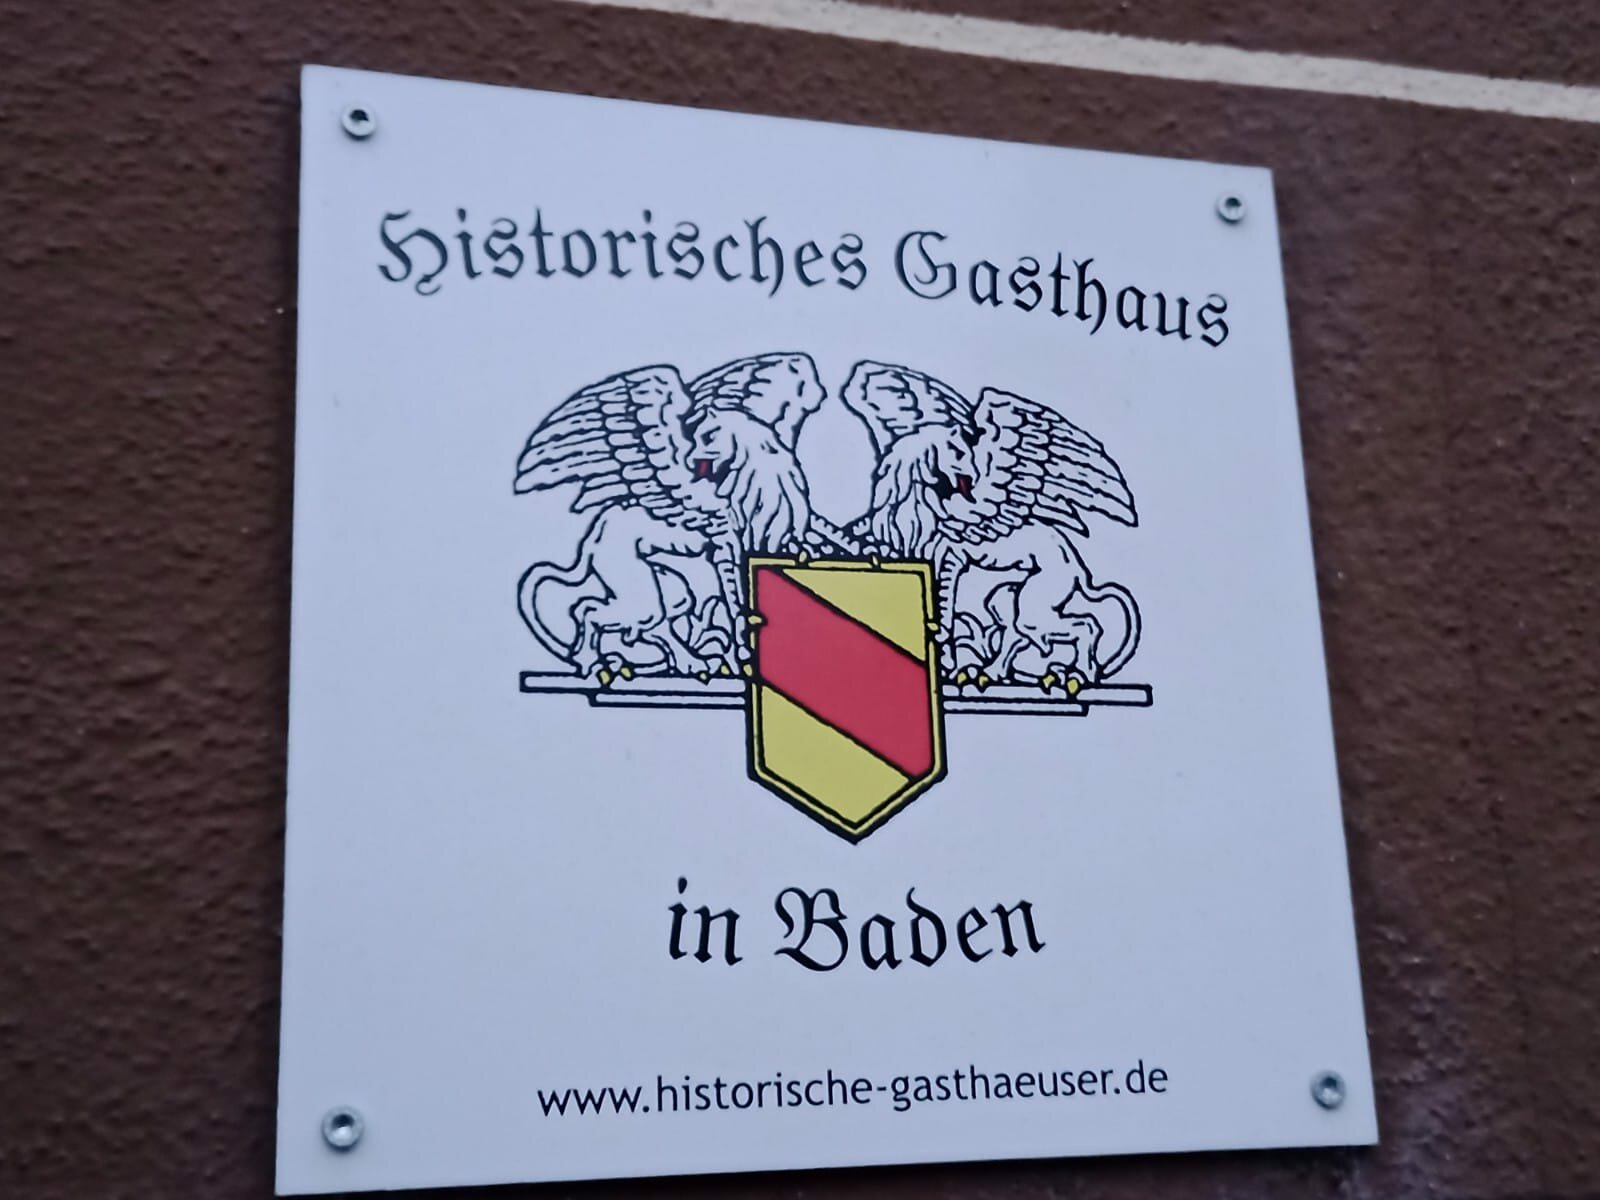 Historisches Gasthaus
in Baden
www.historische-gasthaeuser.de